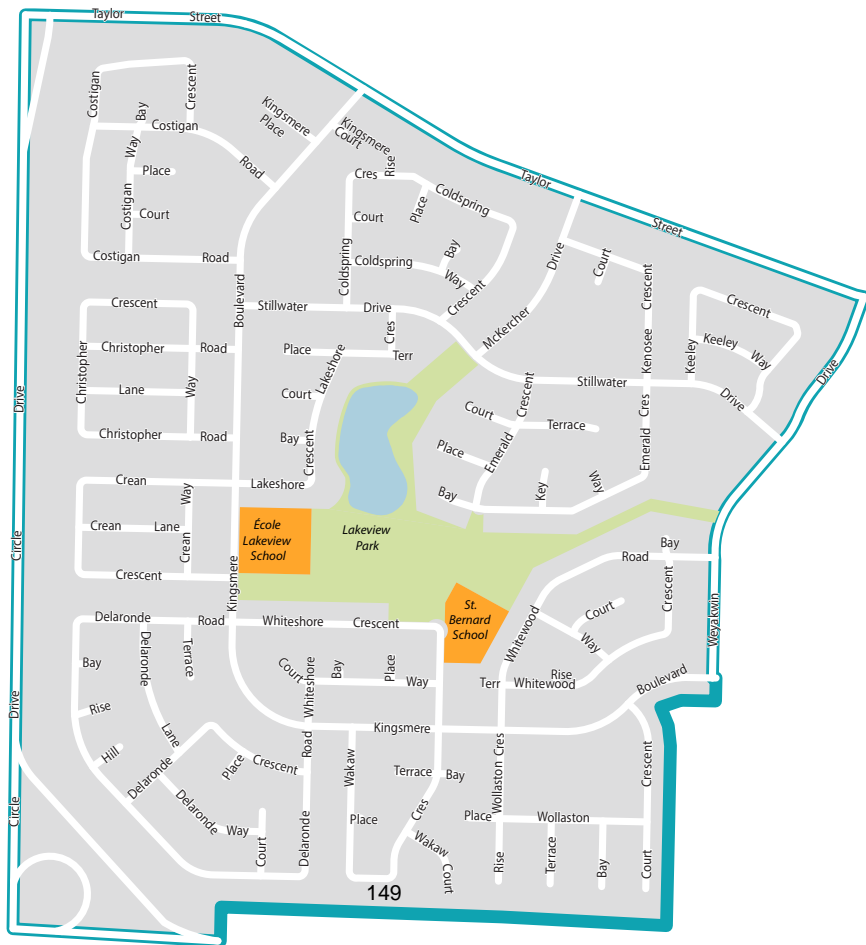 Taylor Street
Costigan
Crescent
Bay
Costigan
Way
Road
Place
Costigan
Court
Costigan Road
Kingsmere
Place
Kingsmere
Court
Cres
Rise
Coldspring
Place
Court
Coldspring
Coldspring
Bay
Way
Crescent
Taylor
Street
Drive
McKercher
Court
Crescent
Kenosee
Crescent
Keeley
Keeley
Way
Drive
Boulevard
Stillwater Drive
Crescent
Christopher
Christopher Road
Lane
Way
Christopher Road
Place
Cres
Terr
Lakeshore
Court
Bay
Crescent
Lakeshore
Stillwater
Drive
Crescent
Court
Terrace
Place
Emerald
Bay
Key
Way
Emerald Cres
Drive
Circle
Drive
Circle
Crean
Way
Crean Lane
Crean
Crescent
École
Lakeview
School
Lakeview
Park
Kingsmere
St.
Bernard
School
Road
Bay
Crescent
Court
Whitewood
Way
Rise
Terr
Whitewood
Weyakwin
Boulevard
Delaronde Road
Whiteshore Crescent
Bay
Delaronde
Terrace
Rise
Lane
Hill
Delaronde
Place
Crescent
Delaronde
Way
Court
Court
Whiteshore
Bay
Place
Way
Kingsmere
Road
Delaronde
Wakaw
Place
Terrace
Bay
Cres
Wakaw
Court
Wollaston Cres
Crescent
Place
Wollaston
Rise
Terrace
Bay
Court
149